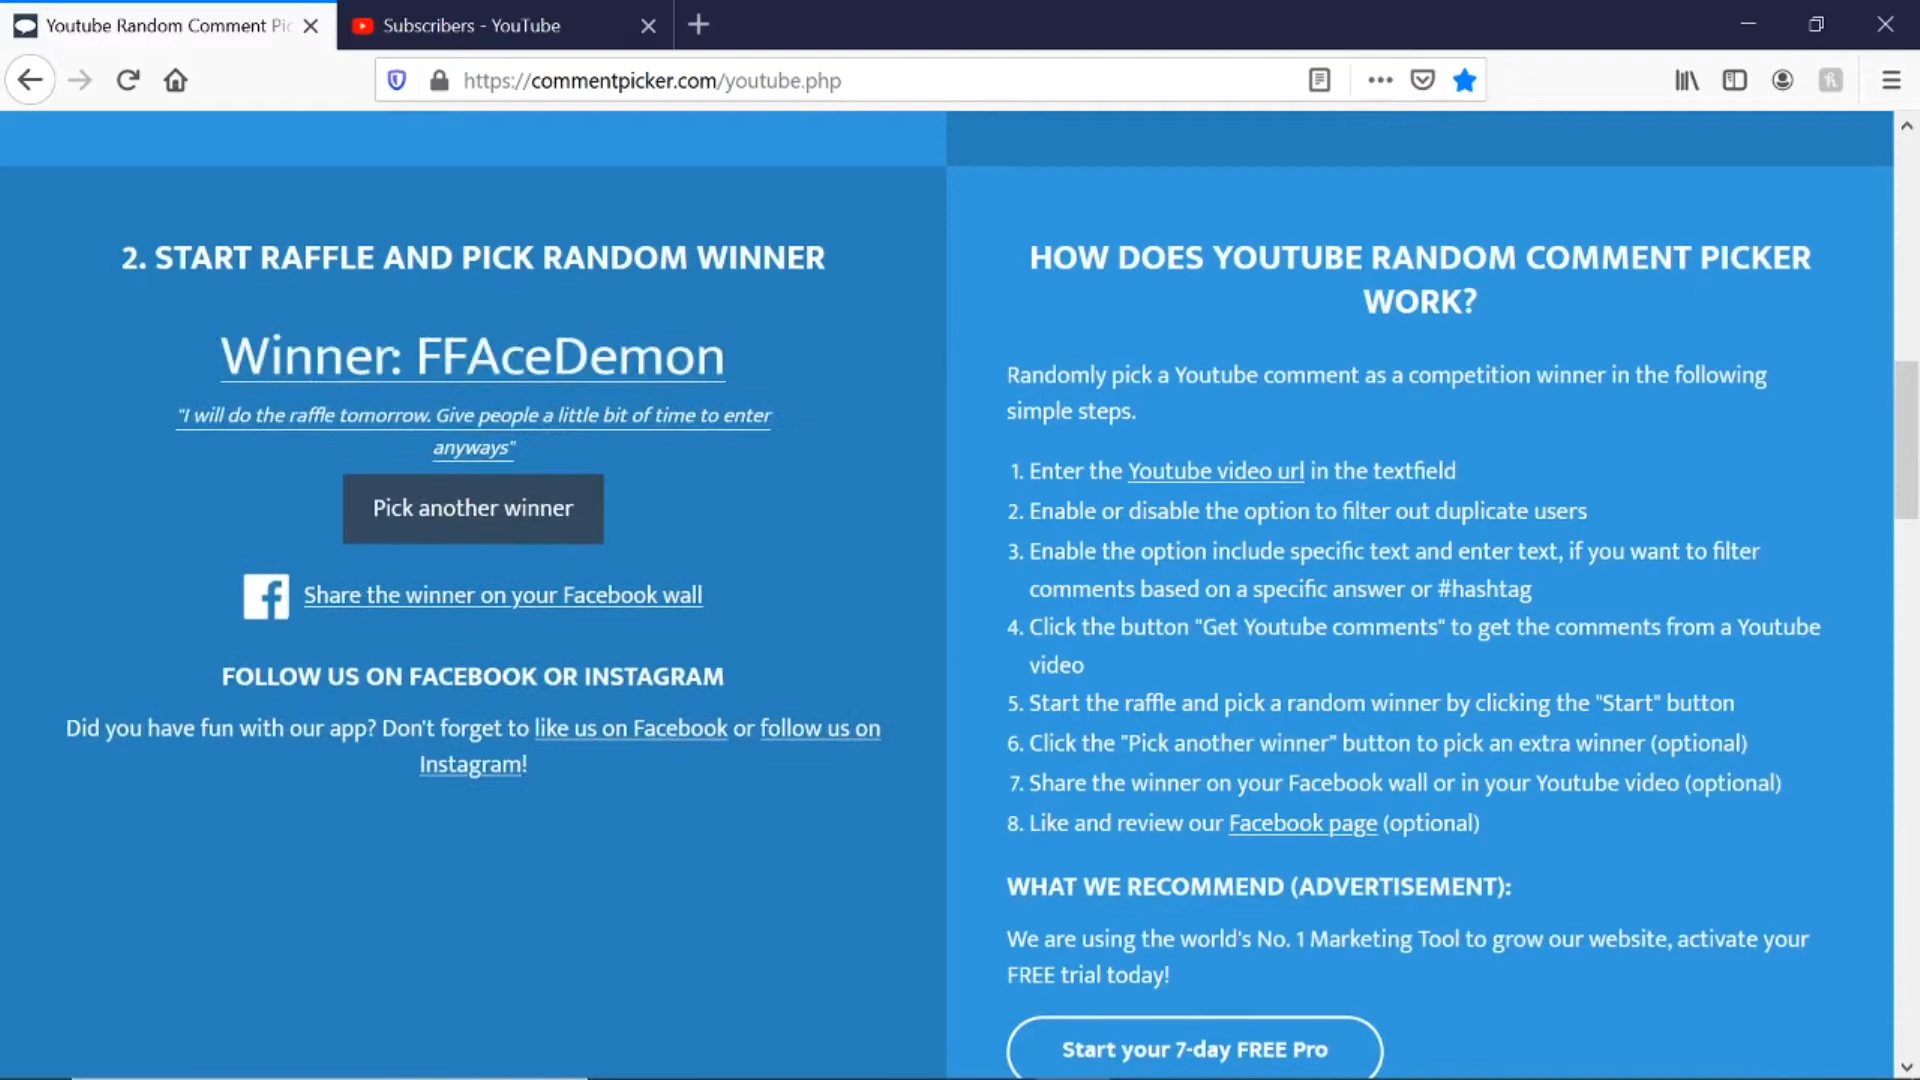 Youtube Random Comment Pic
Subscribers - YouTube
https://commentpicker.com/youtube.php
2. START RAFFLE AND PICK RANDOM WINNER
Winner: FFAceDemon
"I will do the raffle tomorrow. Give people a little bit of time to enter
anyways"
Pick another winner
Share the winner on your Facebook wall
FOLLOW US ON FACEBOOK OR INSTAGRAM
Did you have fun with our app? Don't forget to like us on Facebook or follow us on
Instagram!
HOW DOES YOUTUBE RANDOM COMMENT PICKER
WORK?
Randomly pick a Youtube comment as a competition winner in the following
simple steps.
1. Enter the Youtube video url in the textfield
2. Enable or disable the option to filter out duplicate users
3. Enable the option include specific text and enter text, if you want to filter
comments based on a specific answer or #hashtag
4. Click the button "Get Youtube comments" to get the comments from a Youtube
video
5. Start the raffle and pick a random winner by clicking the "Start" button
6. Click the "Pick another winner" button to pick an extra winner (optional)
7. Share the winner on your Facebook wall or in your Youtube video (optional)
8. Like and review our Facebook page (optional)
WHAT WE RECOMMEND (ADVERTISEMENT):
We are using the world's No. 1 Marketing Tool to grow our website, activate your
FREE trial today!
Start your 7-day FREE Pro